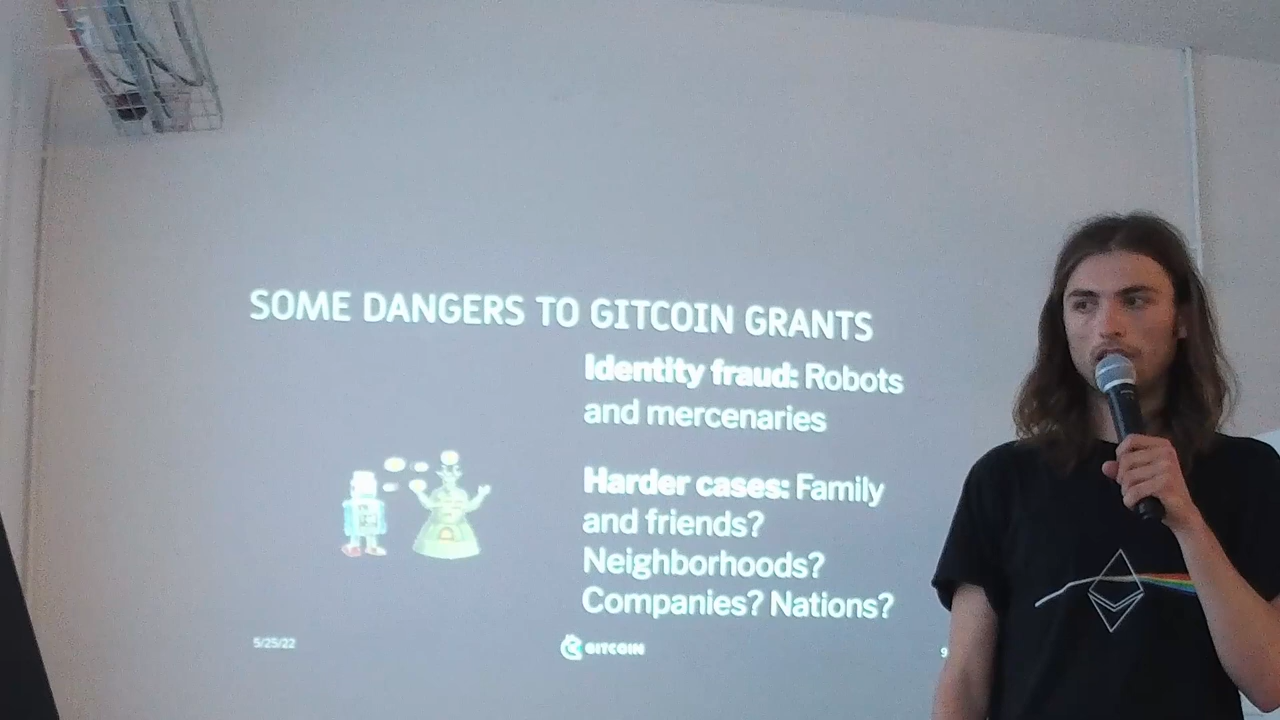 SOME DANGERS TO GITCOIN GRANTS
Identity fraud: Robots
and mercenaries
Harder cases: Family
and friends?
Neighborhoods?
Companies? Nations?
5/25/22
GITCOIN
9